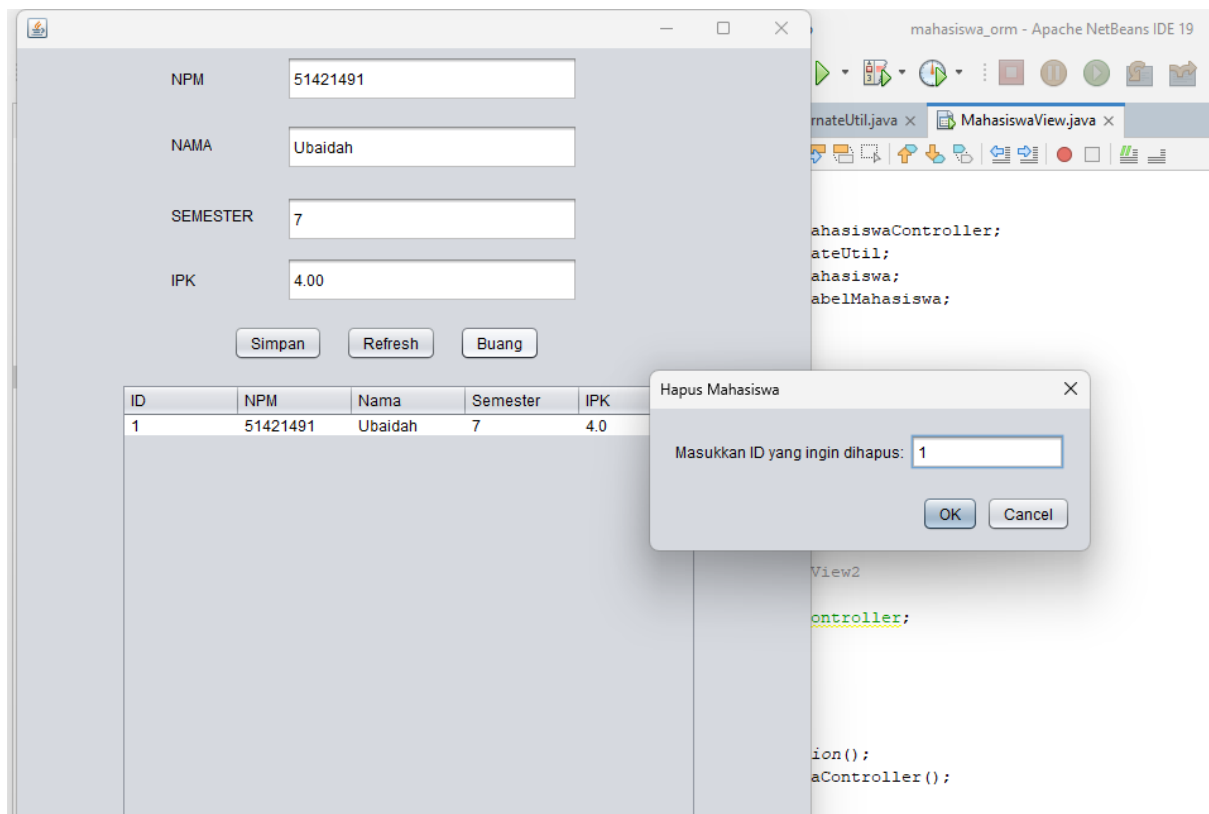 mahasiswa_orm - Apache NetBeans IDE 19
rnateUtil.java
MahasiswaView.java
NPM
51421491
NAMA
Ubaidah
SEMESTER
7
IPK
4.00
Simpan Refresh Buang
ID NPM Nama Semester IPK
1 51421491 Ubaidah 7 4.0
Hapus Mahasiswa
Masukkan ID yang ingin dihapus: 1
OK Cancel
ahasiswaController;
ateUtil;
ahasiswa;
abelMahasiswa;
View2
ontroller;
ion();
aController();